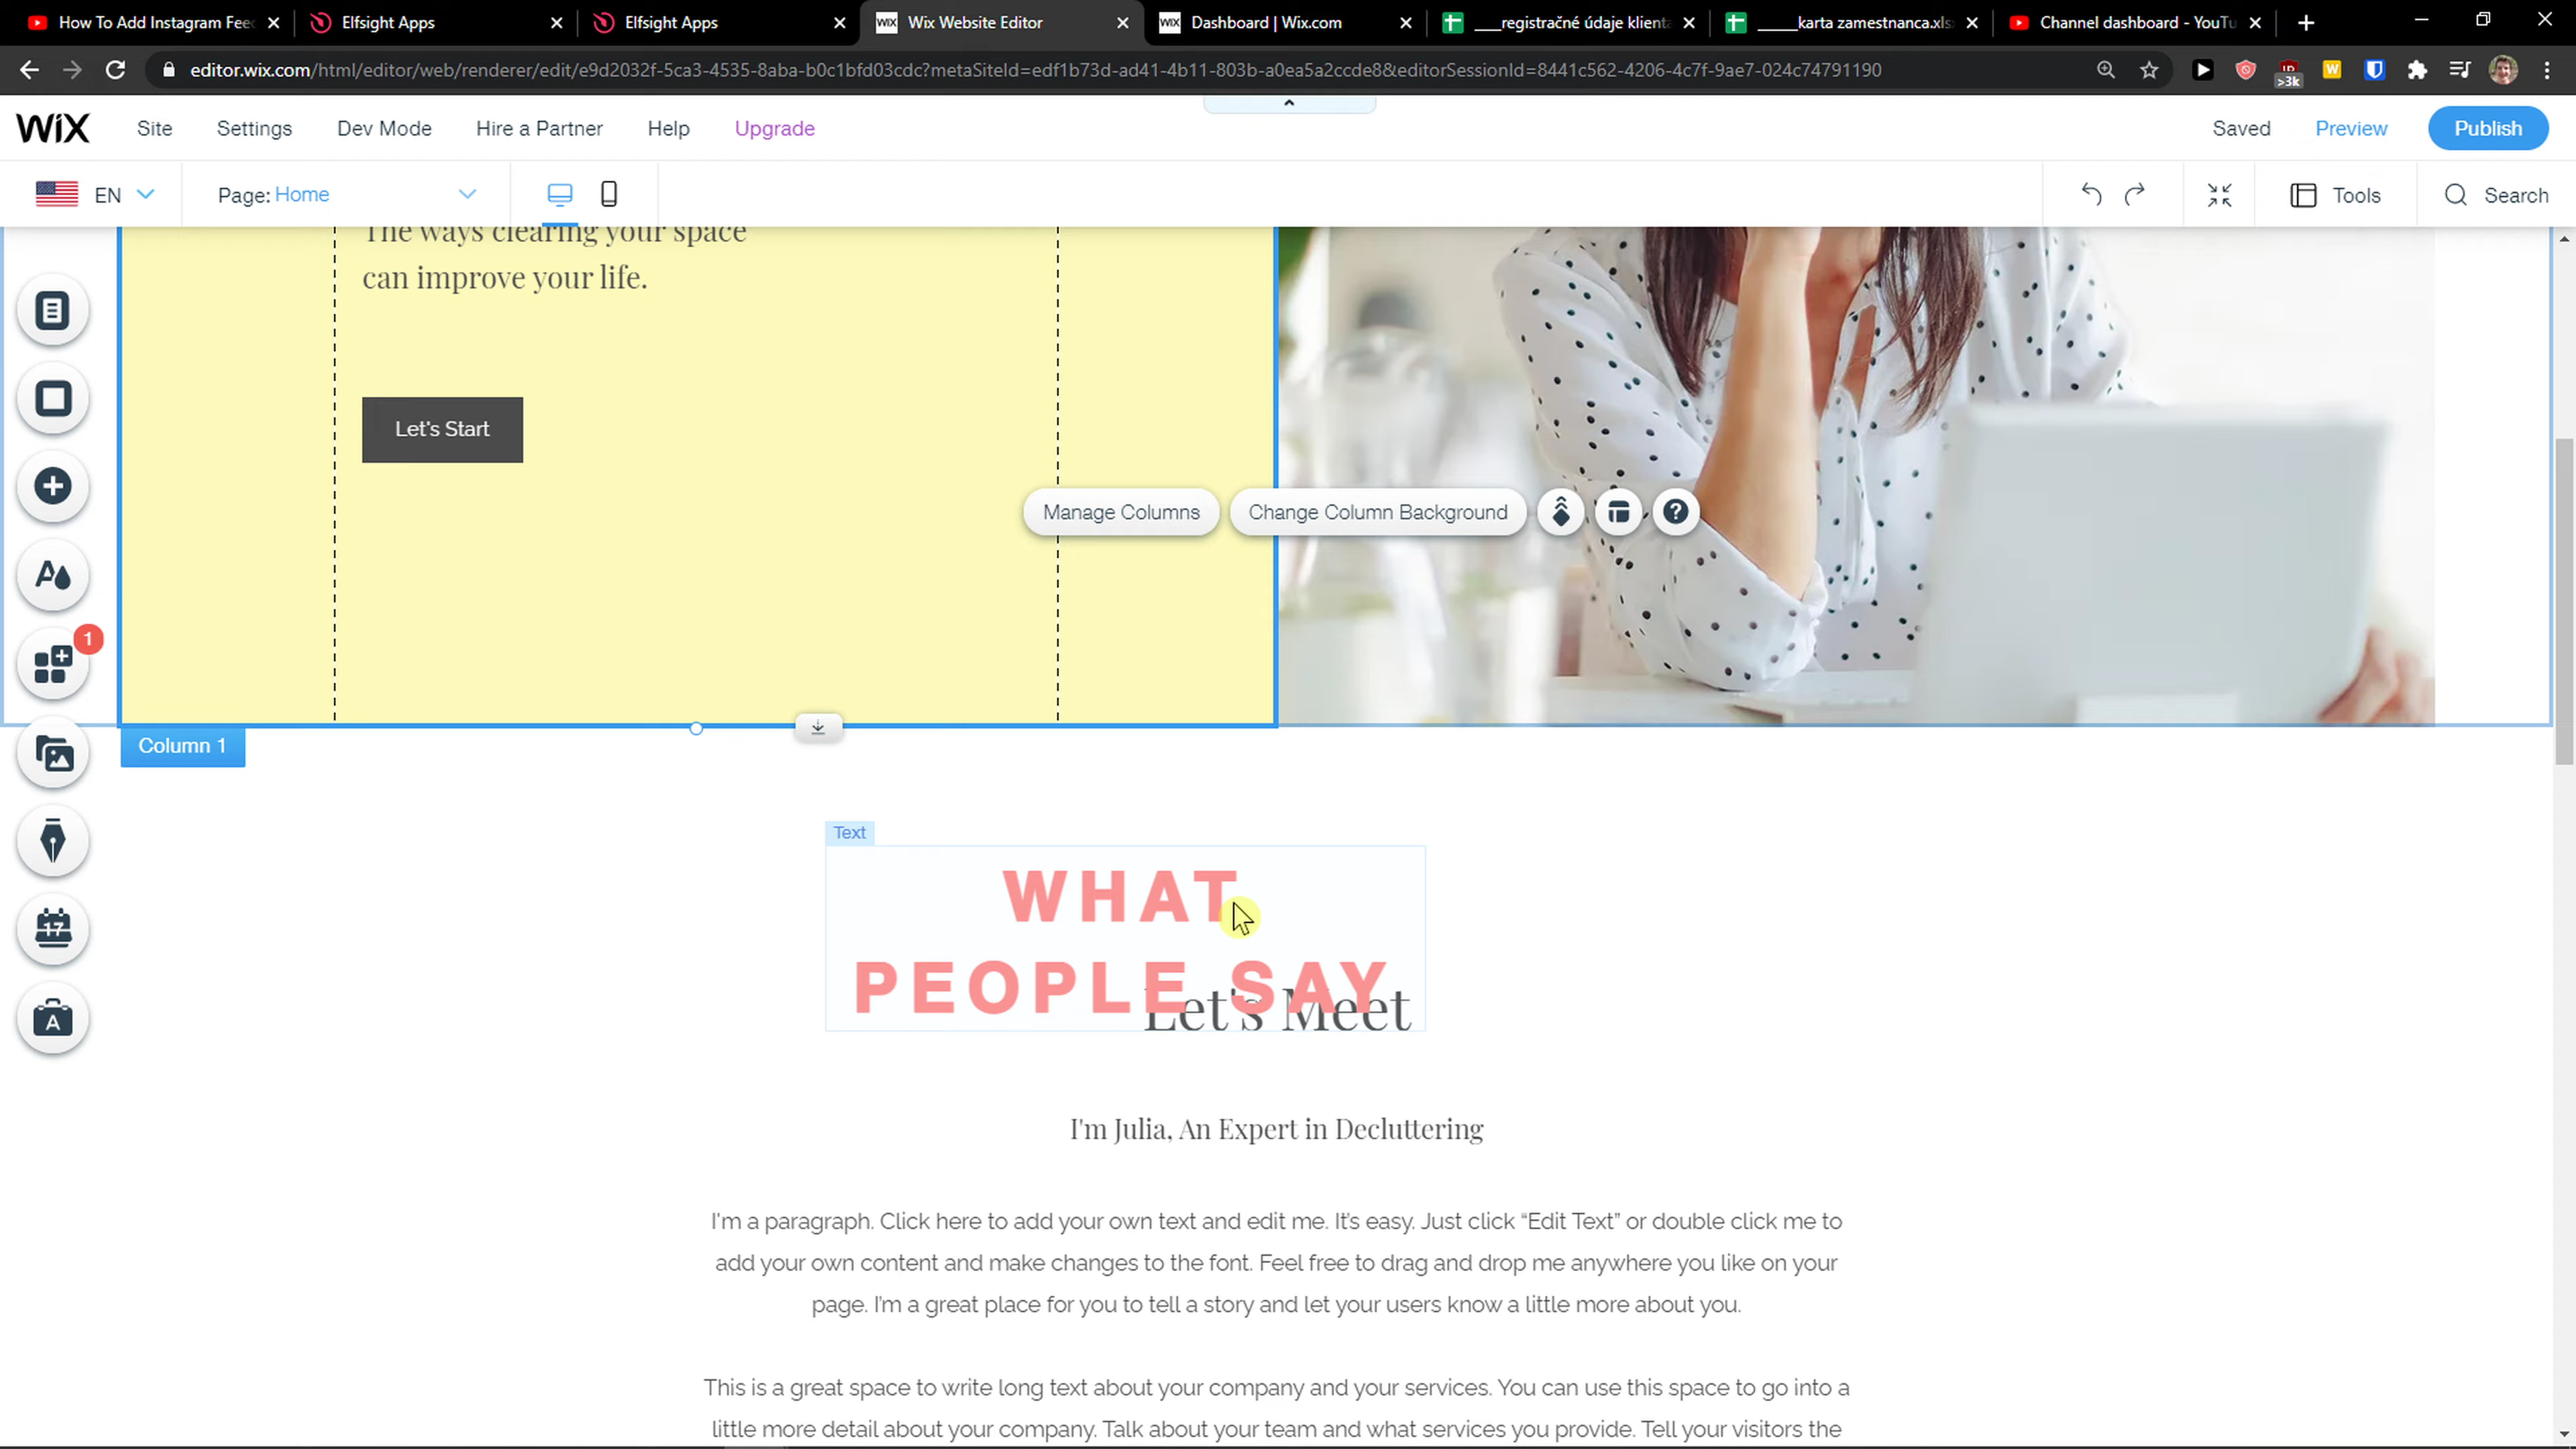 How To Add Instagram Fee
Elfsight Apps
Elfsight Apps
WIX Wix Website Editor
WIX Dashboard | Wix.com
___registračné údaje klient
_____karta zamestnanca.xls
Channel dashboard - YouTu
editor.wix.com/html/editor/web/renderer/edit/e9d2032f-5ca3-4535-8aba-b0c1bfd03cdc?metaSiteId=edf1b73d-ad41-4b11-803b-a0ea5a2ccde8&editorSessionId=8441c562-4206-4c7f-9ae7-024c74791190
>3k
W
WIX Site Settings Dev Mode Hire a Partner Help Upgrade
Saved Preview Publish
EN Page: Home
Tools Search
The ways clearing your space
can improve your life.
Let's Start
Manage Columns Change Column Background ?
A
1
17
A
Column 1
Text
WHAT
PEOPLE SAY
Let's Meet
I'm Julia, An Expert in Decluttering
I'm a paragraph. Click here to add your own text and edit me. It's easy. Just click “Edit Text” or double click me to
add your own content and make changes to the font. Feel free to drag and drop me anywhere you like on your
page. I'm a great place for you to tell a story and let your users know a little more about you.
This is a great space to write long text about your company and your services. You can use this space to go into a
little more detail about your company. Talk about your team and what services you provide. Tell your visitors the